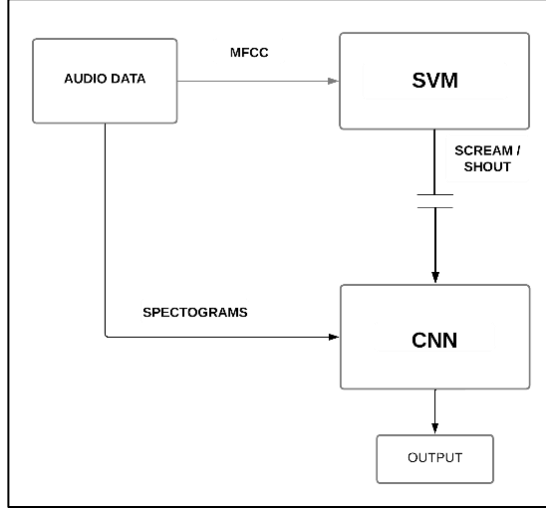 MFCC
AUDIO DATA
SVM
SCREAM /
SHOUT
SPECTOGRAMS
CNN
OUTPUT